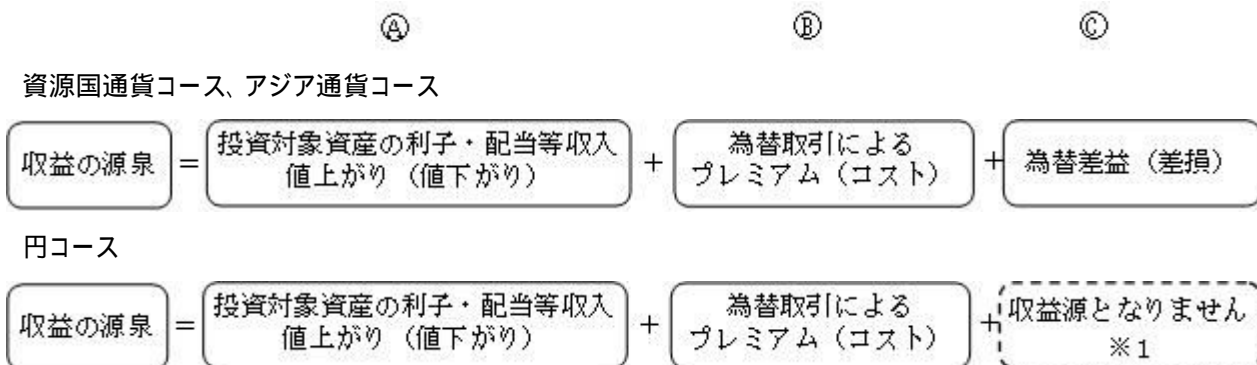 Ⓐ Ⓑ Ⓒ
資源国通貨コース、アジア通貨コース
収益の源泉 = 投資対象資産の利子・配当等収入 + 為替取引による + 為替差益(差損)
値上がり(値下がり) プレミアム(コスト)
円コース
収益の源泉 = 投資対象資産の利子・配当等収入 + 為替取引による + 収益源となりません
値上がり(値下がり) プレミアム(コスト) ※1